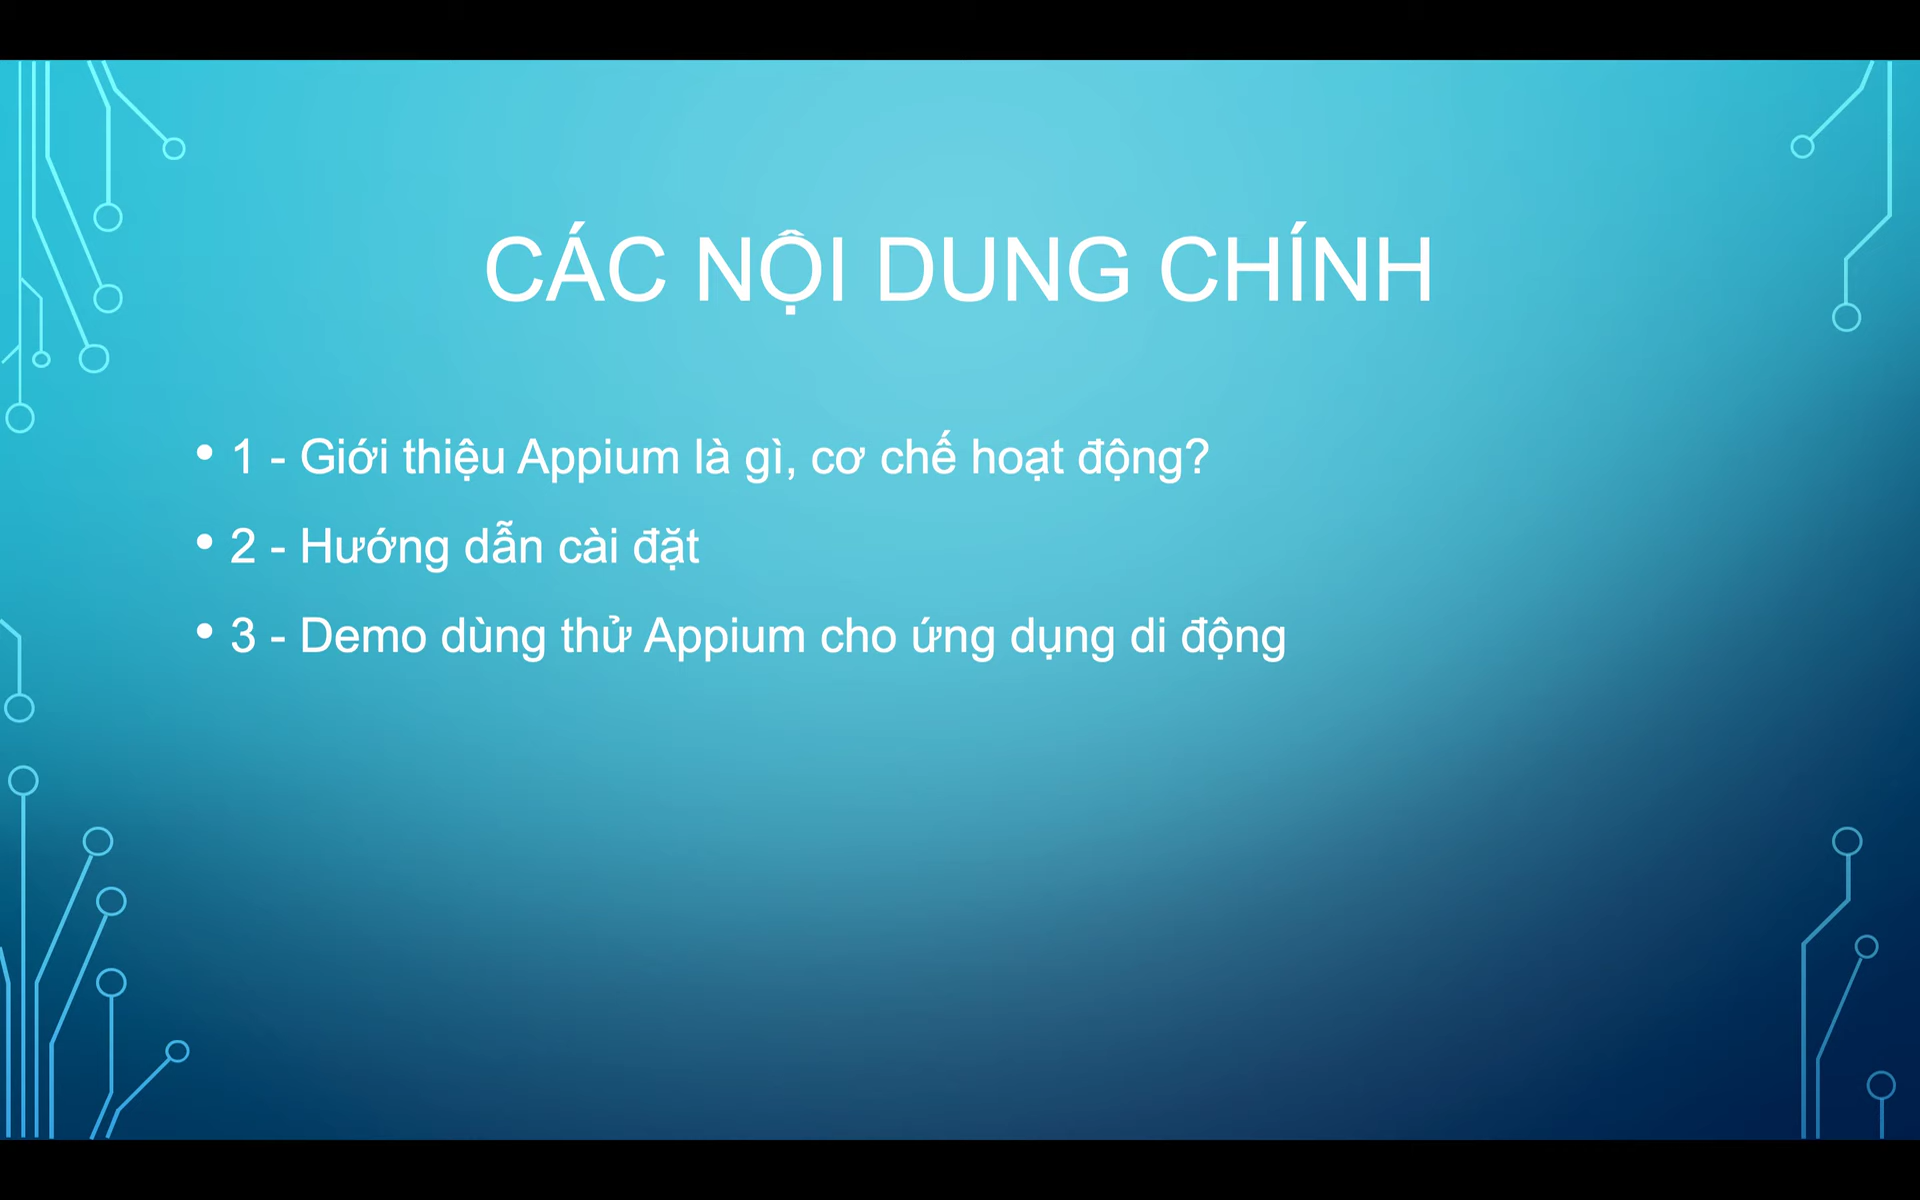 CÁC NỘI DUNG CHÍNH
• 1 - Giới thiệu Appium là gì, cơ chế hoạt động?
• 2 - Hướng dẫn cài đặt
• 3 - Demo dùng thử Appium cho ứng dụng di động